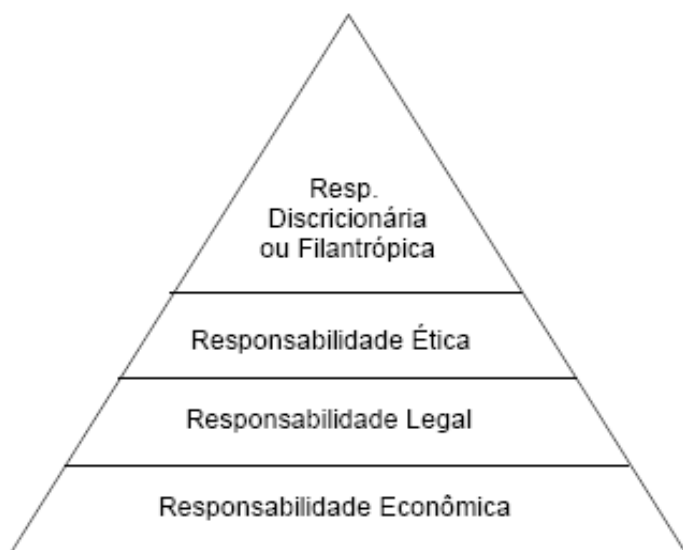 Resp.
Discricionária
ou Filantrópica
Responsabilidade Ética
Responsabilidade Legal
Responsabilidade Econômica